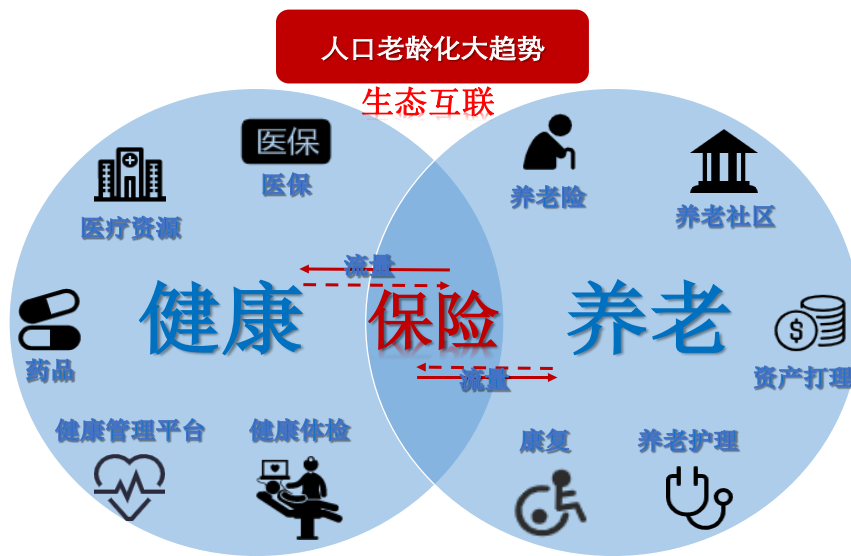 人口老龄化大趋势
生态互联
医保
医保
医疗资源
养老险
养老社区
流量
健康
保险
养老
药品
流量
资产打理
健康管理平台
健康体检
康复
养老护理
$